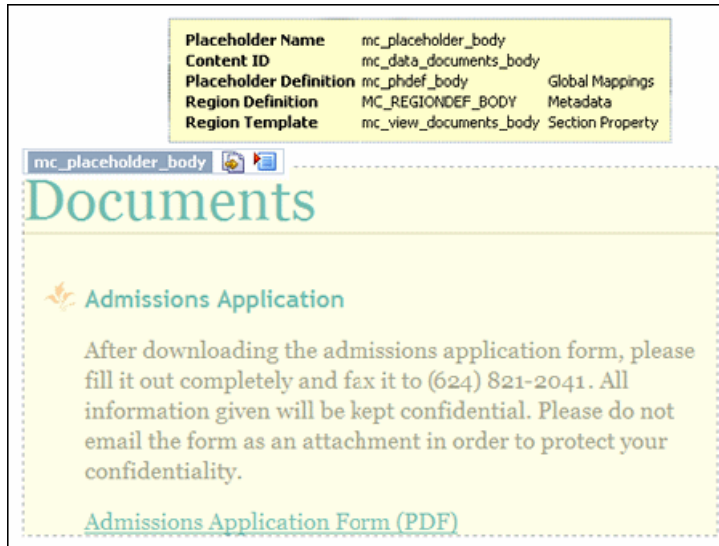 Placeholder Name mc_placeholder_body
Content ID mc_data_documents_body
Placeholder Definition mc_phdef_body Global Mappings
Region Definition MC_REGIONDEF_BODY Metadata
Region Template mc_view_documents_body Section Property
mc_placeholder_body
Documents
Admissions Application
After downloading the admissions application form, please
fill it out completely and fax it to (624) 821-2041. All
information given will be kept confidential. Please do not
email the form as an attachment in order to protect your
confidentiality.
Admissions Application Form (PDF)